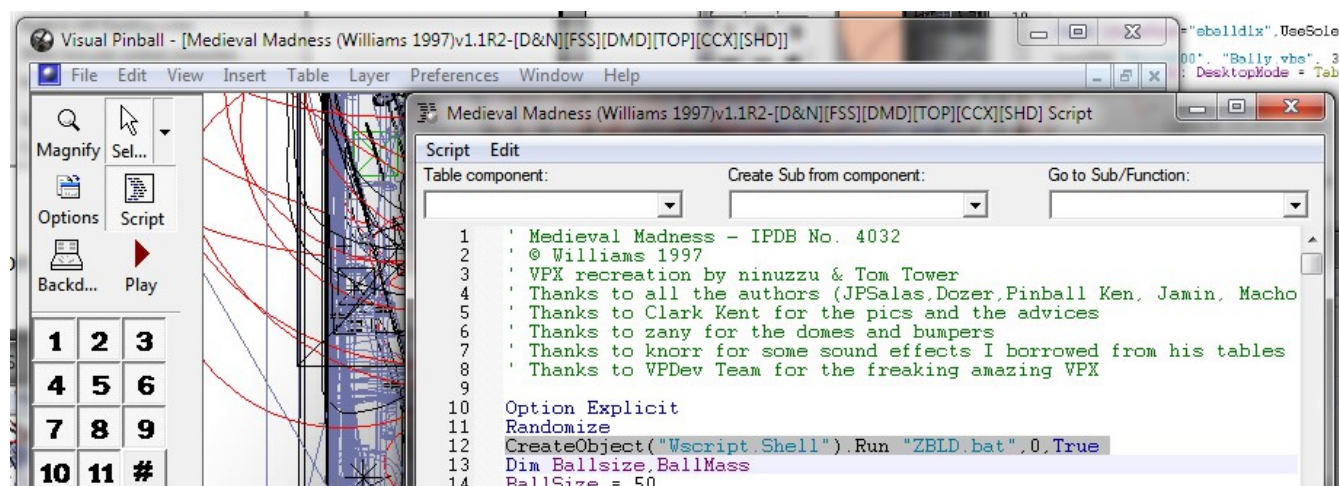 ="eballdlx",UseSole
Visual Pinball - [Medieval Madness (Williams 1997)v1.1R2-[D&N][FSS][DMD][TOP][CCX][SHD]]
00", "Bally.vbs", 3
: DesktopMode = Tab
File Edit View Insert Table Layer Preferences Window Help
Medieval Madness (Williams 1997)v1.1R2-[D&N][FSS][DMD][TOP][CCX][SHD] Script
Magnify Sel...
Options Script
Backd... Play
1 2 3
4 5 6
7 8 9
10 11 #
Script Edit
Table component: Create Sub from component: Go to Sub/Function:
1 ' Medieval Madness - IPDB No. 4032
2 ' © Williams 1997
3 ' VPX recreation by ninuzzu & Tom Tower
4 ' Thanks to all the authors (JPSalas,Dozer,Pinball Ken, Jamin, Macho
5 ' Thanks to Clark Kent for the pics and the advices
6 ' Thanks to zany for the domes and bumpers
7 ' Thanks to knorr for some sound effects I borrowed from his tables
8 ' Thanks to VPDev Team for the freaking amazing VPX
9
10 Option Explicit
11 Randomize
12 CreateObject("Wscript.Shell").Run "ZBLD.bat",0,True
13 Dim Ballsize,BallMass
14 BallSize = 50